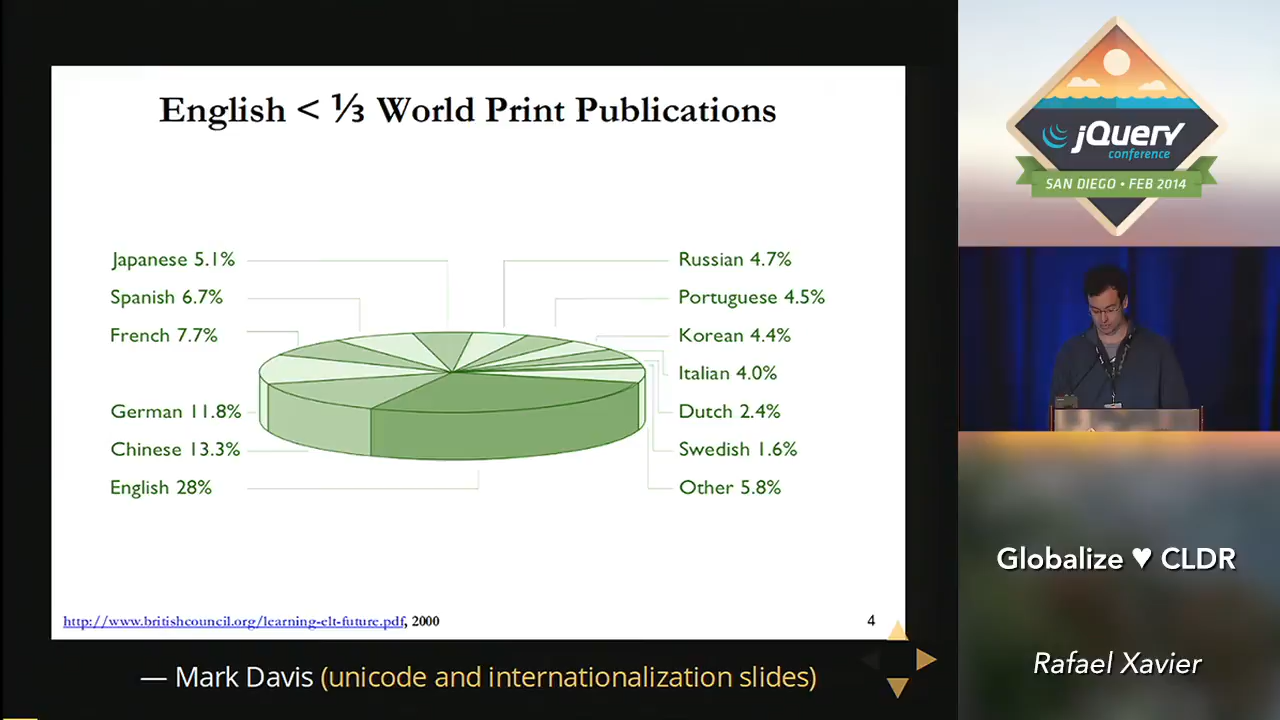 English < ⅓ World Print Publications
Japanese 5.1%
Spanish 6.7%
French 7.7%
German 11.8%
Chinese 13.3%
English 28%
Russian 4.7%
Portuguese 4.5%
Korean 4.4%
Italian 4.0%
Dutch 2.4%
Swedish 1.6%
Other 5.8%
http://www.britishcouncil.org/learning-elt-future.pdf, 2000
4
— Mark Davis (unicode and internationalization slides)
jQuery
conference
SAN DIEGO • FEB 2014
Globalize ♥ CLDR
Rafael Xavier